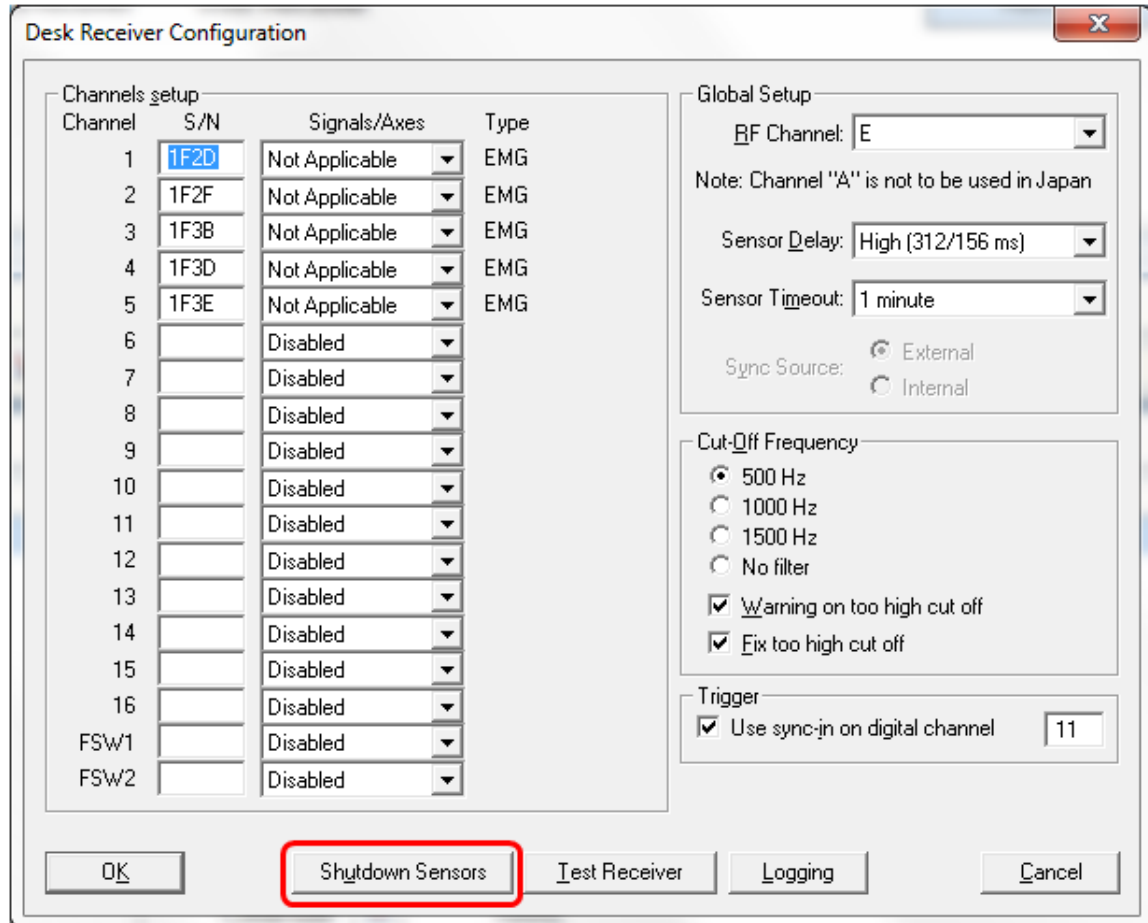 Desk Receiver Configuration
X
Channels setup
Channel S/N Signals/Axes Type
1 1F2D Not Applicable EMG
2 1F2F Not Applicable EMG
3 1F3B Not Applicable EMG
4 1F3D Not Applicable EMG
5 1F3E Not Applicable EMG
6 Disabled
7 Disabled
8 Disabled
9 Disabled
10 Disabled
11 Disabled
12 Disabled
13 Disabled
14 Disabled
15 Disabled
16 Disabled
FSW1 Disabled
FSW2 Disabled
Global Setup
RF Channel: E
Note: Channel "A" is not to be used in Japan
Sensor Delay: High (312/156 ms)
Sensor Timeout: 1 minute
Sync Source: External
Internal
Cut-Off Frequency
500 Hz
1000 Hz
1500 Hz
No filter
Warning on too high cut off
Fix too high cut off
Trigger
Use sync-in on digital channel 11
OK Shutdown Sensors Test Receiver Logging Cancel